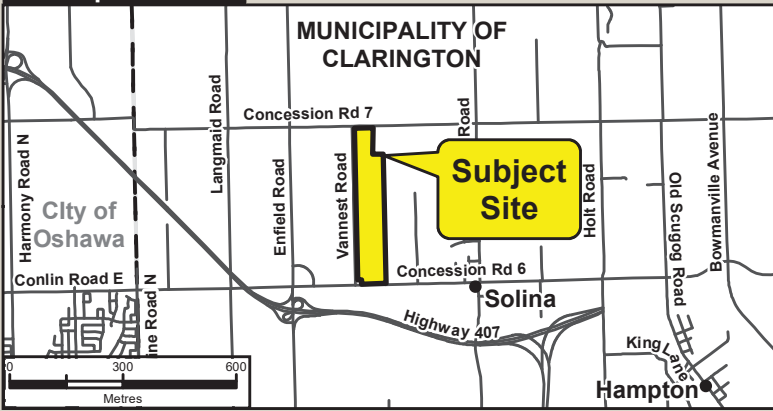 MUNICIPALITY OF
CLARINGTON
Harmony Road N
Langmaid Road
Concession Rd 7
Road
Enfield Road
Vannest Road
Subject
Site
Holt Road
Old Scugog Road
Bowmanville Avenue
CIty of
Oshawa
Conlin Road E
ine Road N
Concession Rd 6
Solina
Highway 407
King Lane
Hampton
0
300
600
Metres